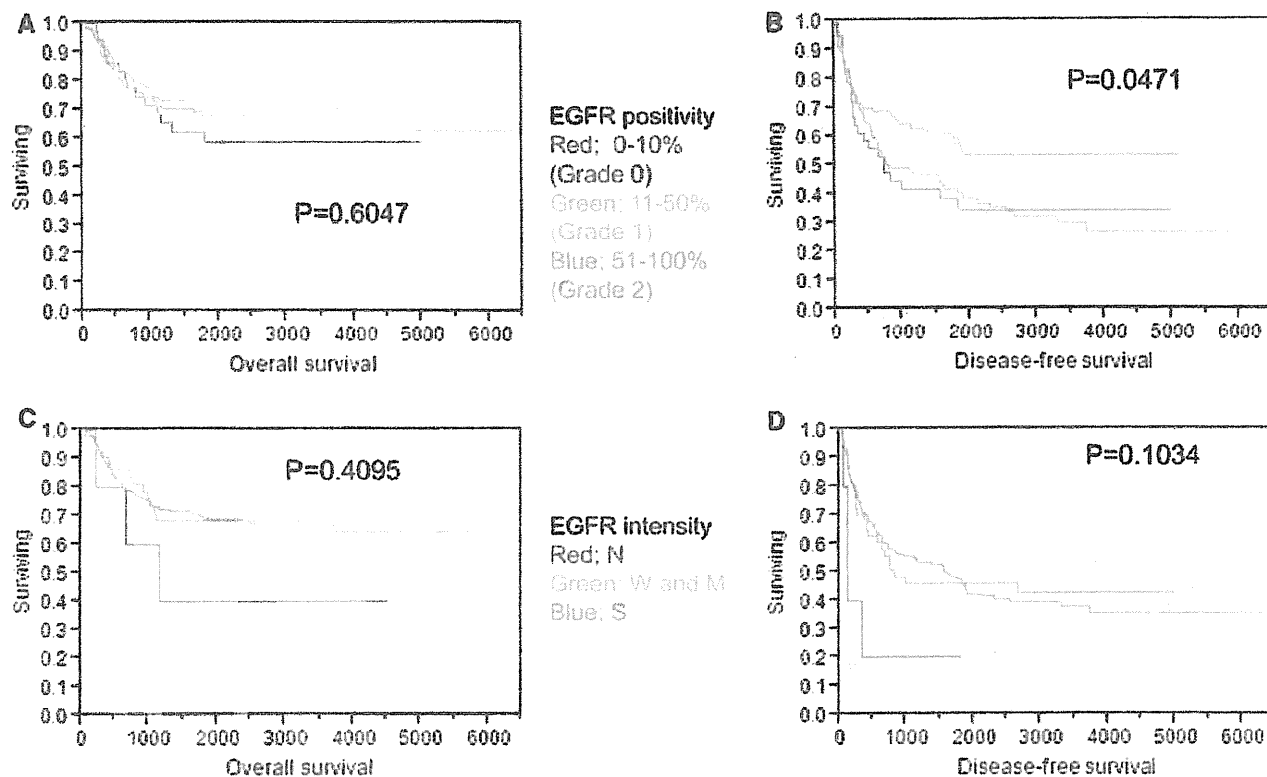 A
1.0
0.9
0.8
0.7
0.6
0.5
0.4
0.3
0.2
0.1
0.0
Surviving
P=0.6047
0 1000 2000 3000 4000 5000 6000
Overall survival
EGFR positivity
Red; 0-10%
(Grade 0)
Green; 11-50%
(Grade 1)
Blue; 51-100%
(Grade 2)
B
1.0
0.9
0.8
0.7
0.6
0.5
0.4
0.3
0.2
0.1
0.0
Surviving
P=0.0471
0 1000 2000 3000 4000 5000 6000
Disease-free survival
C
1.0
0.9
0.8
0.7
0.6
0.5
0.4
0.3
0.2
0.1
0.0
Surviving
P=0.4095
0 1000 2000 3000 4000 5000 6000
Overall survival
EGFR intensity
Red; N
Green; W and M
Blue; S
D
1.0
0.9
0.8
0.7
0.6
0.5
0.4
0.3
0.2
0.1
0.0
Surviving
P=0.1034
0 1000 2000 3000 4000 5000 6000
Disease-free survival